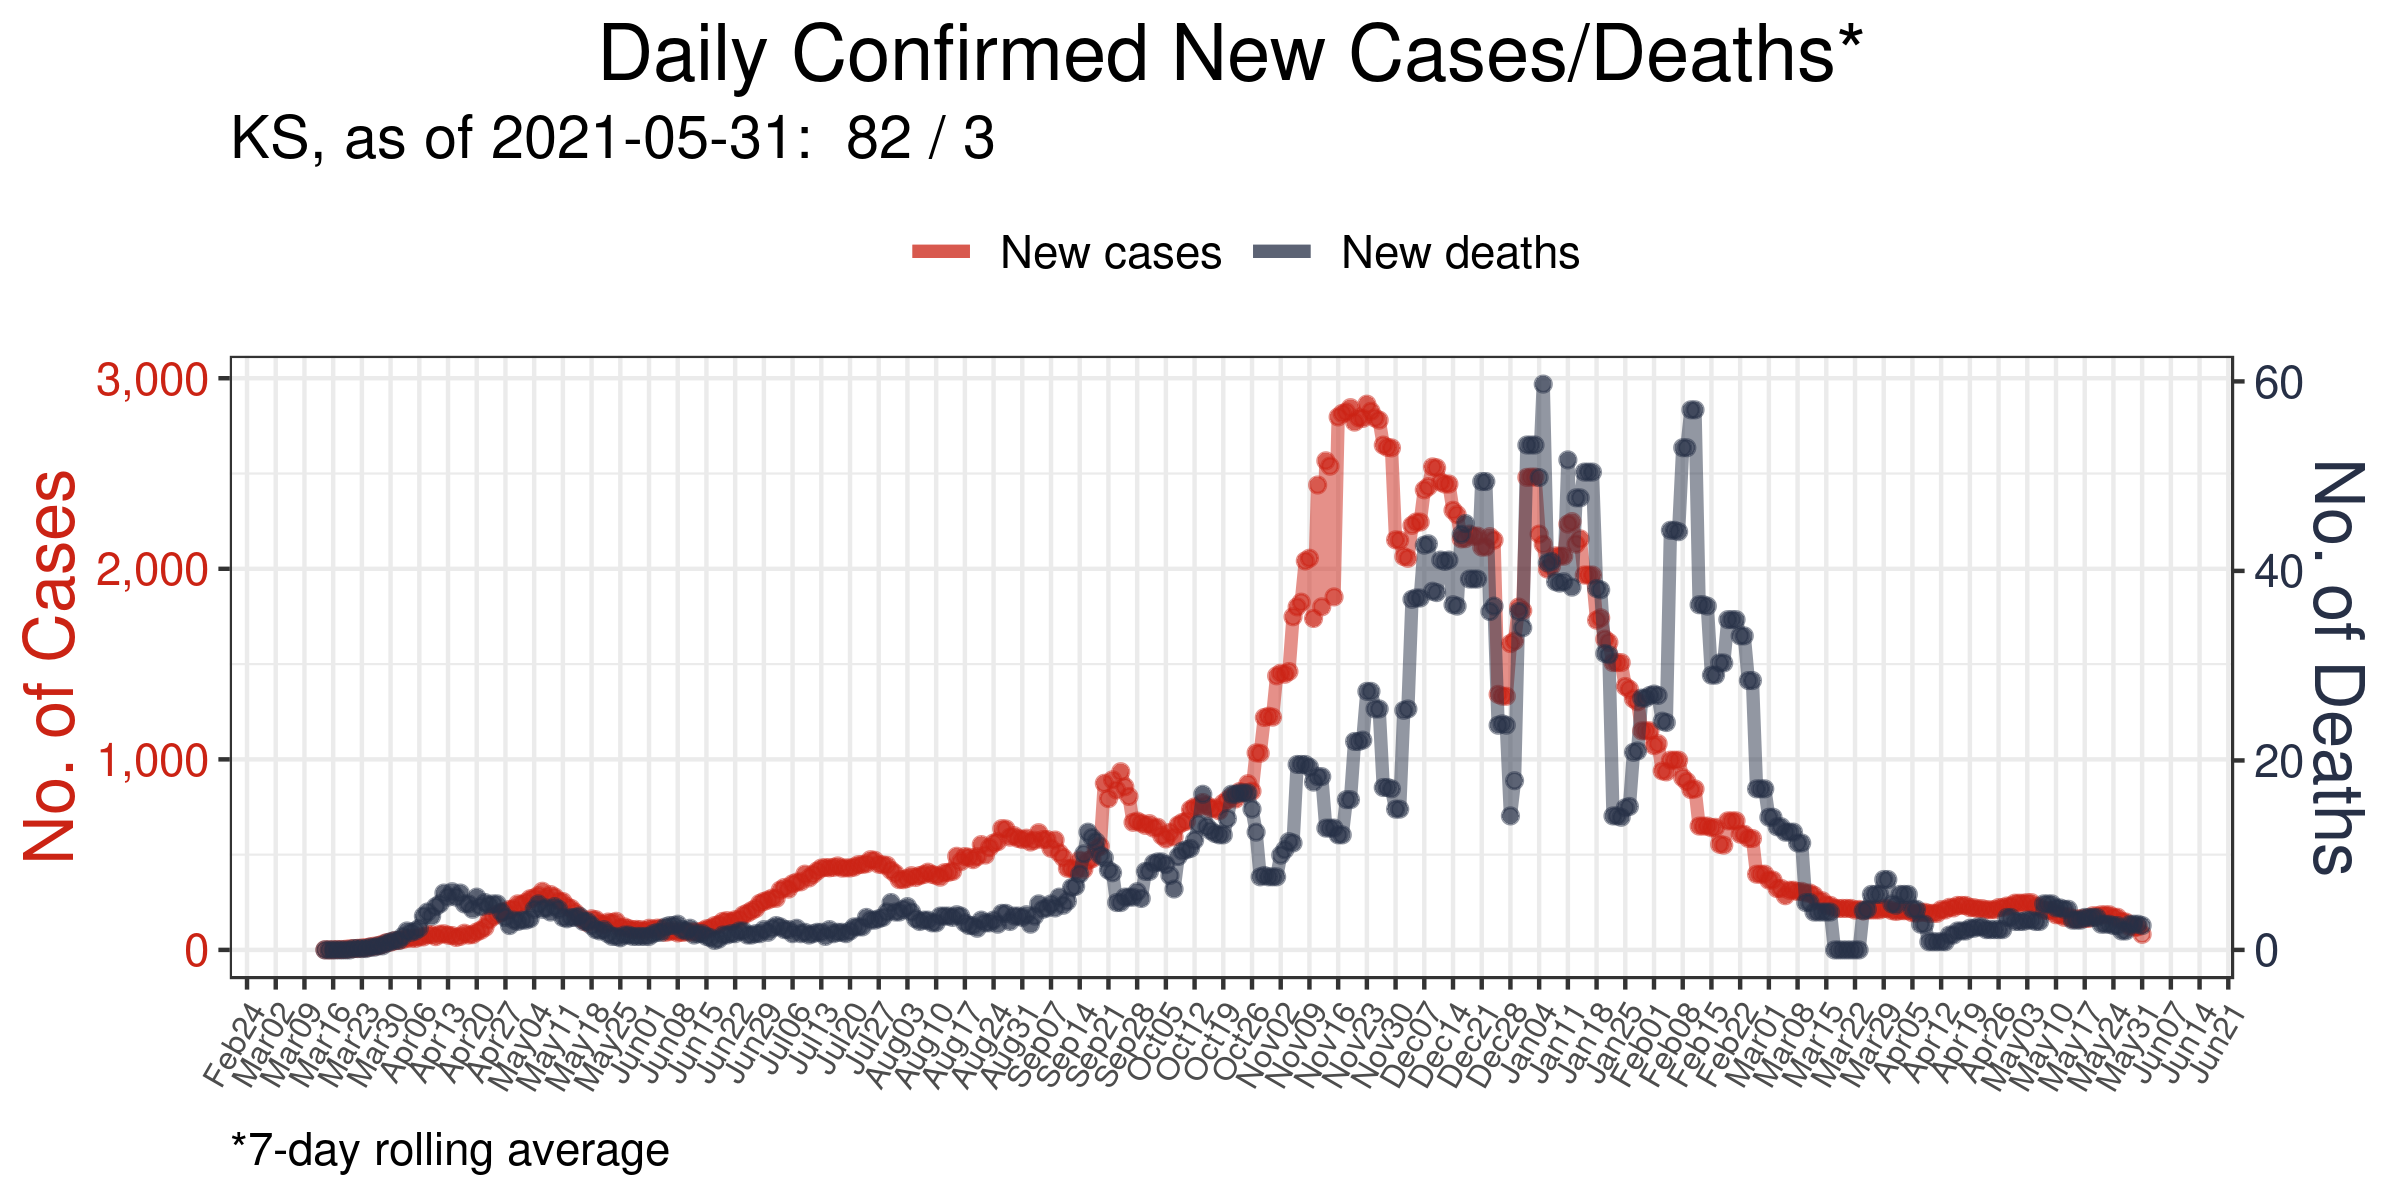 Daily Confirmed New Cases/Deaths*
KS, as of 2021-05-31:  82 / 3
New cases New deaths
No. of Cases
3,000
2,000
1,000
0
60
40
20
0
No. of Deaths
Feb24 Mar02 Mar09 Mar16 Mar23 Mar30 Apr06 Apr13 Apr20 Apr27 May04 May11 May18 May25 Jun01 Jun08 Jun15 Jun22 Jun29 Jul06 Jul13 Jul20 Jul27 Aug03 Aug10 Aug17 Aug24 Aug31 Sep07 Sep14 Sep21 Sep28 Oct05 Oct12 Oct19 Oct26 Nov02 Nov09 Nov16 Nov23 Nov30 Dec07 Dec14 Dec21 Dec28 Jan04 Jan11 Jan18 Jan25 Feb01 Feb08 Feb15 Feb22 Mar01 Mar08 Mar15 Mar22 Mar29 Apr05 Apr12 Apr19 Apr26 May03 May10 May17 May24 May31 Jun07 Jun14 Jun21
*7-day rolling average